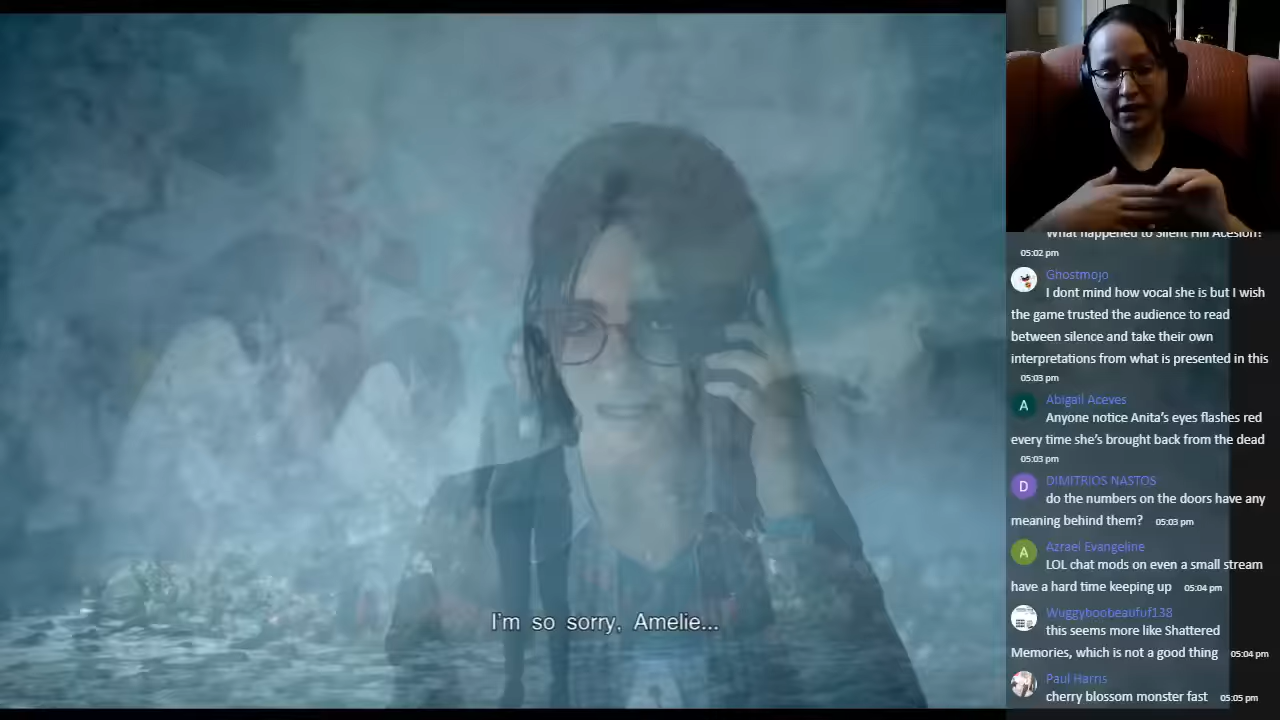 I'm so sorry, Amelie...
What happened to Silent Hill Acesion?
05:02 pm
Ghostmojo
I dont mind how vocal she is but I wish
the game trusted the audience to read
between silence and take their own
interpretations from what is presented in this
05:03 pm
A
Abigail Aceves
Anyone notice Anita's eyes flashes red
every time she's brought back from the dead
05:03 pm
D
DIMITRIOS NASTOS
do the numbers on the doors have any
meaning behind them? 05:03 pm
A
Azrael Evangeline
LOL chat mods on even a small stream
have a hard time keeping up 05:04 pm
Wuggyboobeautifuf138
this seems more like Shattered
Memories, which is not a good thing 05:04 pm
Paul Harris
cherry blossom monster fast 05:05 pm